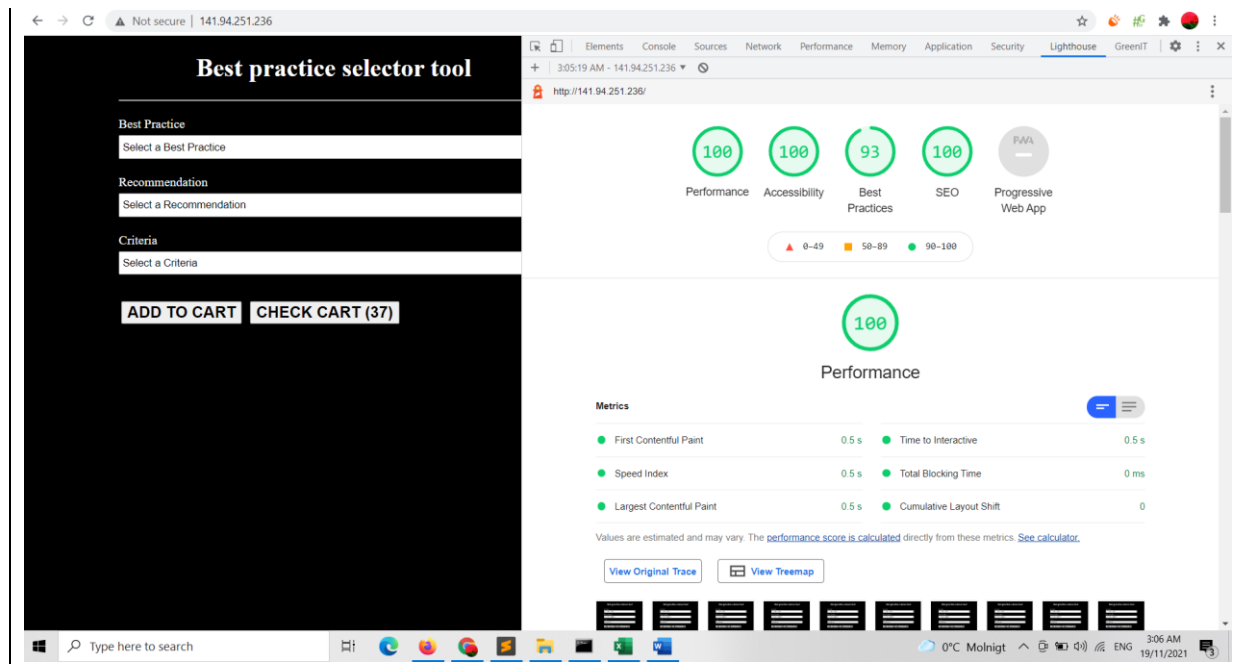 Not secure | 141.94.251.236
Best practice selector tool
Best Practice
Select a Best Practice
Recommendation
Select a Recommendation
Criteria
Select a Criteria
ADD TO CART CHECK CART (37)
Elements Console Sources Network Performance Memory Application Security Lighthouse GreenIT
3:05:19 AM - 141.94.251.236
http://141.94.251.236/
100 100 93 100 PWA
Performance Accessibility Best Practices SEO Progressive Web App
0–49 50–89 90–100
100
Performance
Metrics
First Contentful Paint 0.5 s Time to Interactive 0.5 s
Speed Index 0.5 s Total Blocking Time 0 ms
Largest Contentful Paint 0.5 s Cumulative Layout Shift 0
Values are estimated and may vary. The performance score is calculated directly from these metrics. See calculator.
View Original Trace View Treemap
Type here to search
0°C Molnigt ENG 3:06 AM
19/11/2021 3